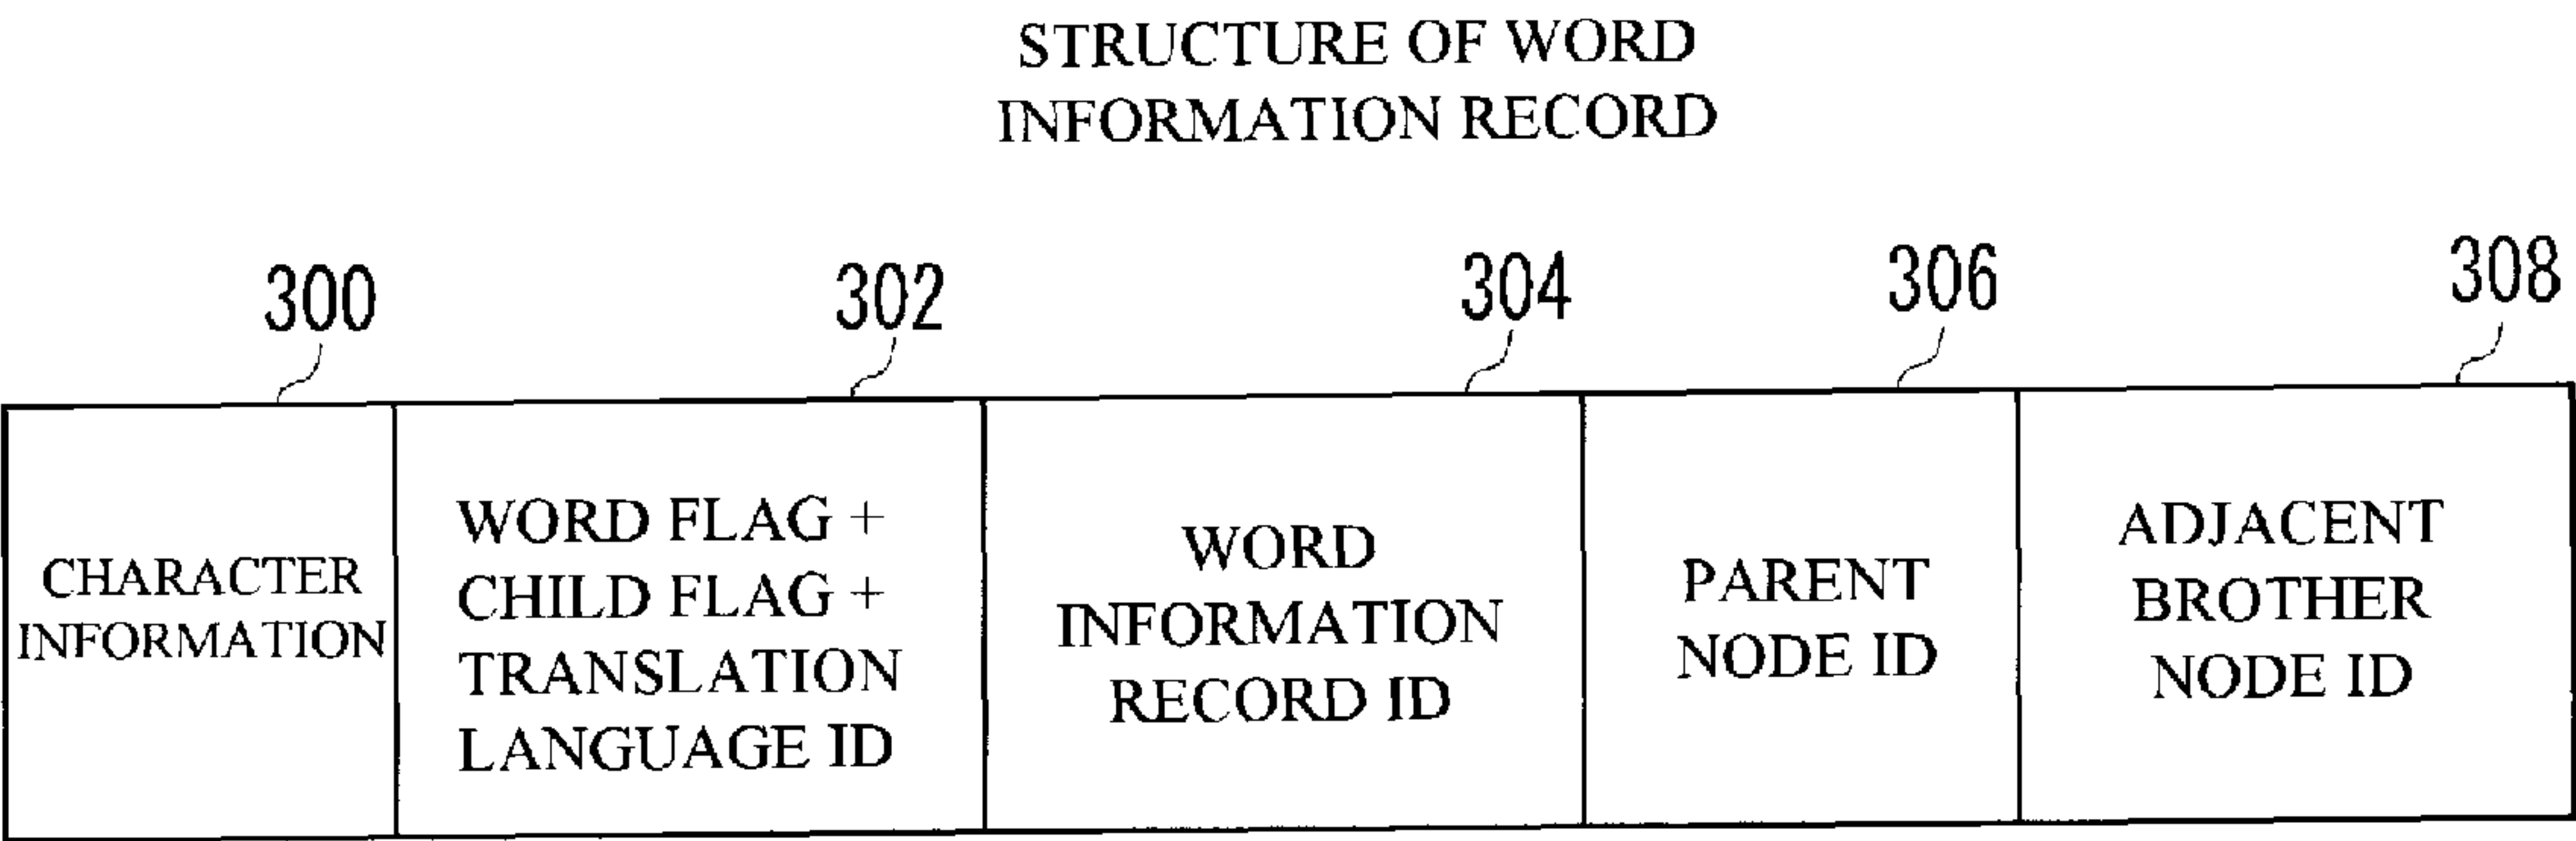 STRUCTURE OF WORD
INFORMATION RECORD
300
302
304
306
308
CHARACTER
INFORMATION
WORD FLAG +
CHILD FLAG +
TRANSLATION
LANGUAGE ID
WORD
INFORMATION
RECORD ID
PARENT
NODE ID
ADJACENT
BROTHER
NODE ID